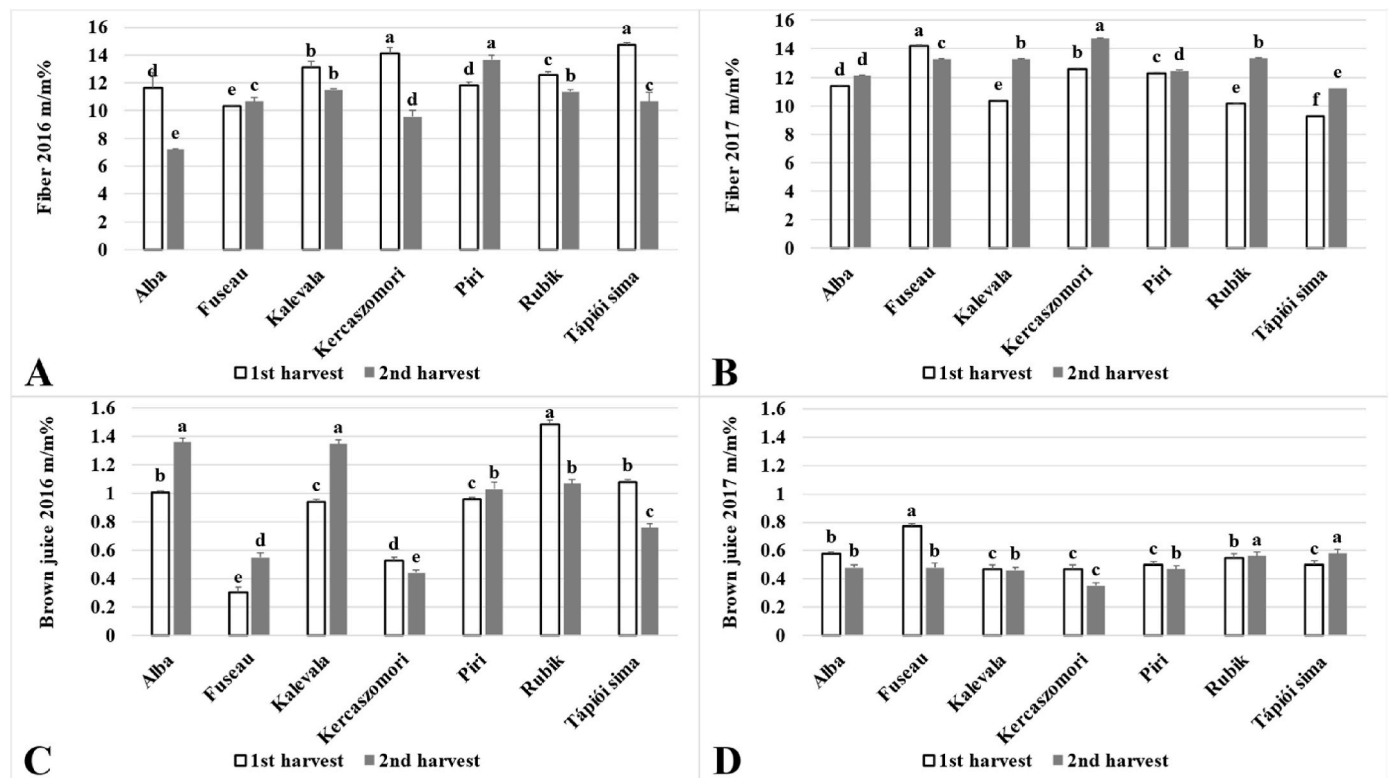 Fiber 2016 m/m%
16
14
12
10
8
6
4
2
0
d e e c b b a d d a c b a c
Alba Fuseau Kalevala Kercaszomori Piri Rubik Tápiói sima
1st harvest 2nd harvest
A
Fiber 2017 m/m%
16
14
12
10
8
6
4
2
0
d d a c e b b a c d e b f e
Alba Fuseau Kalevala Kercaszomori Piri Rubik Tápiói sima
1st harvest 2nd harvest
B
Brown juice 2016 m/m%
1.6
1.4
1.2
1
0.8
0.6
0.4
0.2
0
b a e d c a d e c b a b b c
Alba Fuseau Kalevala Kercaszomori Piri Rubik Tápiói sima
1st harvest 2nd harvest
C
Brown juice 2017 m/m%
1.6
1.4
1.2
1
0.8
0.6
0.4
0.2
0
b b a b c b c c c b b a c a
Alba Fuseau Kalevala Kercaszomori Piri Rubik Tápiói sima
1st harvest 2nd harvest
D